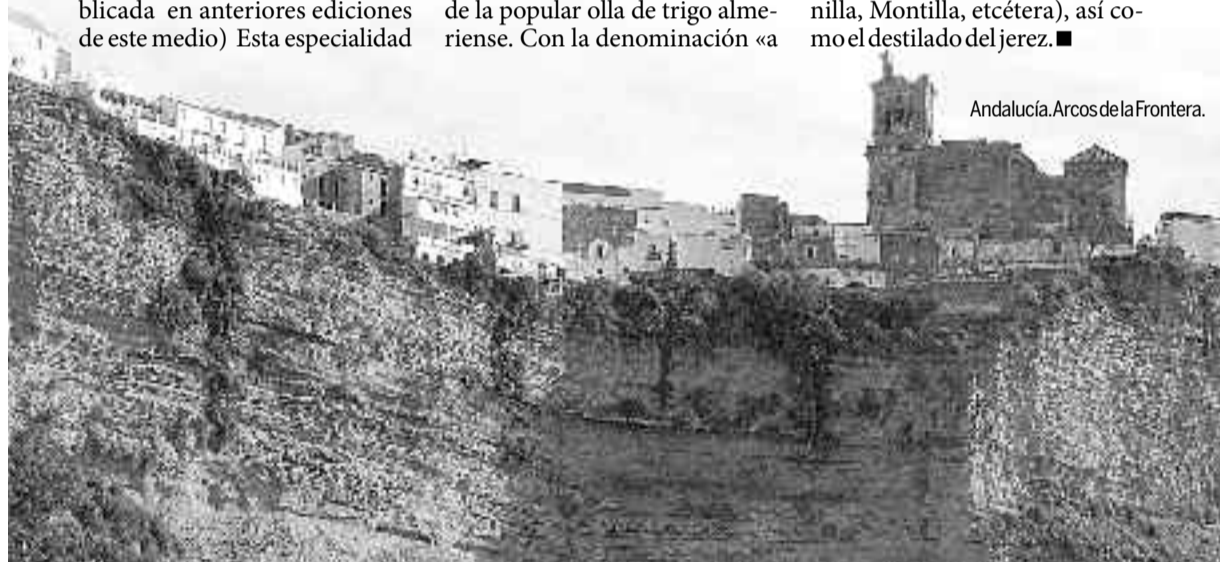 blicada en anteriores ediciones
de este medio) Esta especialidad
de la popular olla de trigo alme-
riense. Con la denominación «a
nilla, Montilla, etcétera), así co-
mo el destilado del jerez. ■
Andalucía. Arcos de la Frontera.